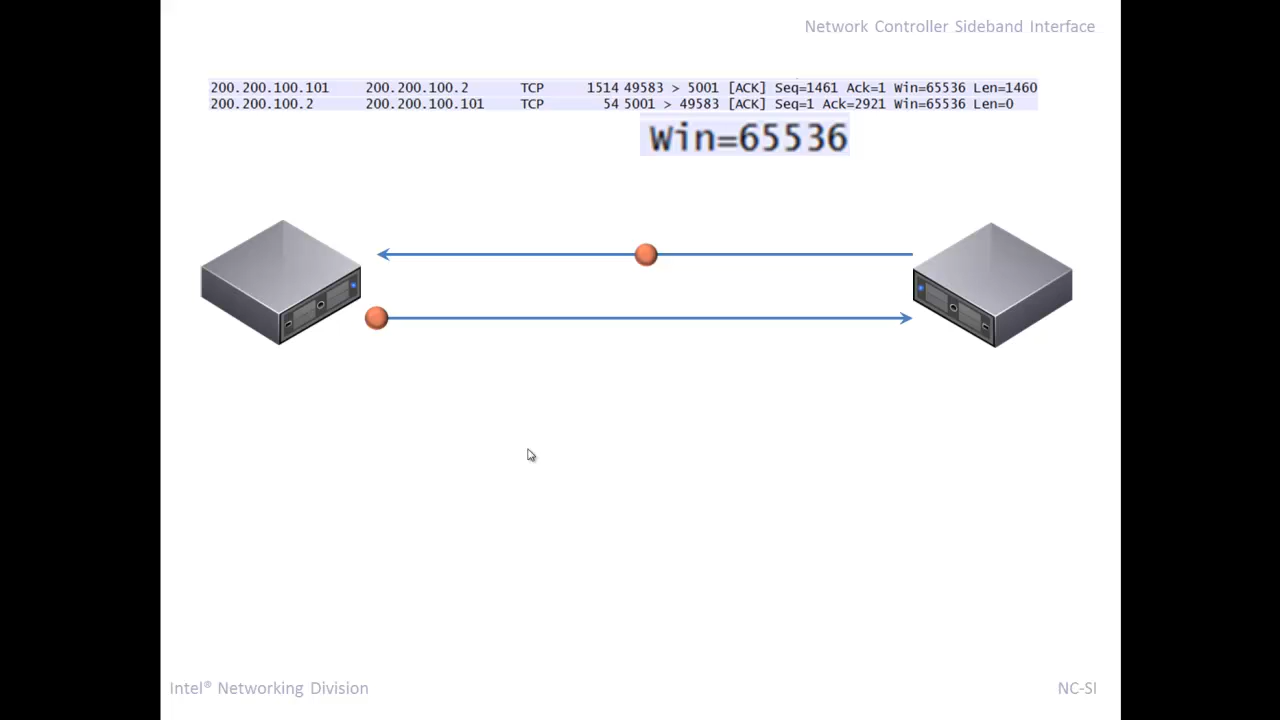 Network Controller Sideband Interface
200.200.100.101 200.200.100.2 TCP 1514 49583 > 5001 [ACK] Seq=1461 Ack=1 Win=65536 Len=1460
200.200.100.2 200.200.100.101 TCP 54 5001 > 49583 [ACK] Seq=1 Ack=2921 Win=65536 Len=0
Win=65536
Intel® Networking Division
NC-SI